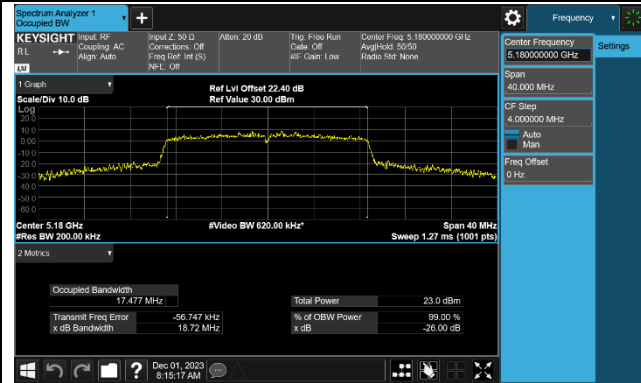 Spectrum Analyzer 1
Occupied BW
+
Frequency
KEYSIGHT
Input: RF
Coupling: AC
Align: Auto
Input Z: 50 Ω
Corrections: Off
Freq Ref: Int (S)
NFE: Off
Atten: 20 dB
Trig: Free Run
Gate: Off
#IF Gain: Low
Center Freq: 5.180000000 GHz
Avg|Hold: 50/50
Radio Std: None
RL
LXI
Center Frequency
5.180000000 GHz
Settings
Span
40.000 MHz
CF Step
4.000000 MHz
Auto
Man
Freq Offset
0 Hz
1 Graph
Scale/Div 10.0 dB
Ref Lvl Offset 22.40 dB
Ref Value 30.00 dBm
Log
20.0
10.0
0.00
-10.0
-20.0
-30.0
-40.0
-50.0
-60.0
Center 5.18 GHz
#Video BW 620.00 kHz*
Span 40 MHz
#Res BW 200.00 kHz
Sweep 1.27 ms (1001 pts)
2 Metrics
Occupied Bandwidth
17.477 MHz
Total Power 23.0 dBm
Transmit Freq Error -56.747 kHz
% of OBW Power 99.00 %
x dB Bandwidth 18.72 MHz
x dB -26.00 dB
?
Dec 01, 2023
8:15:17 AM